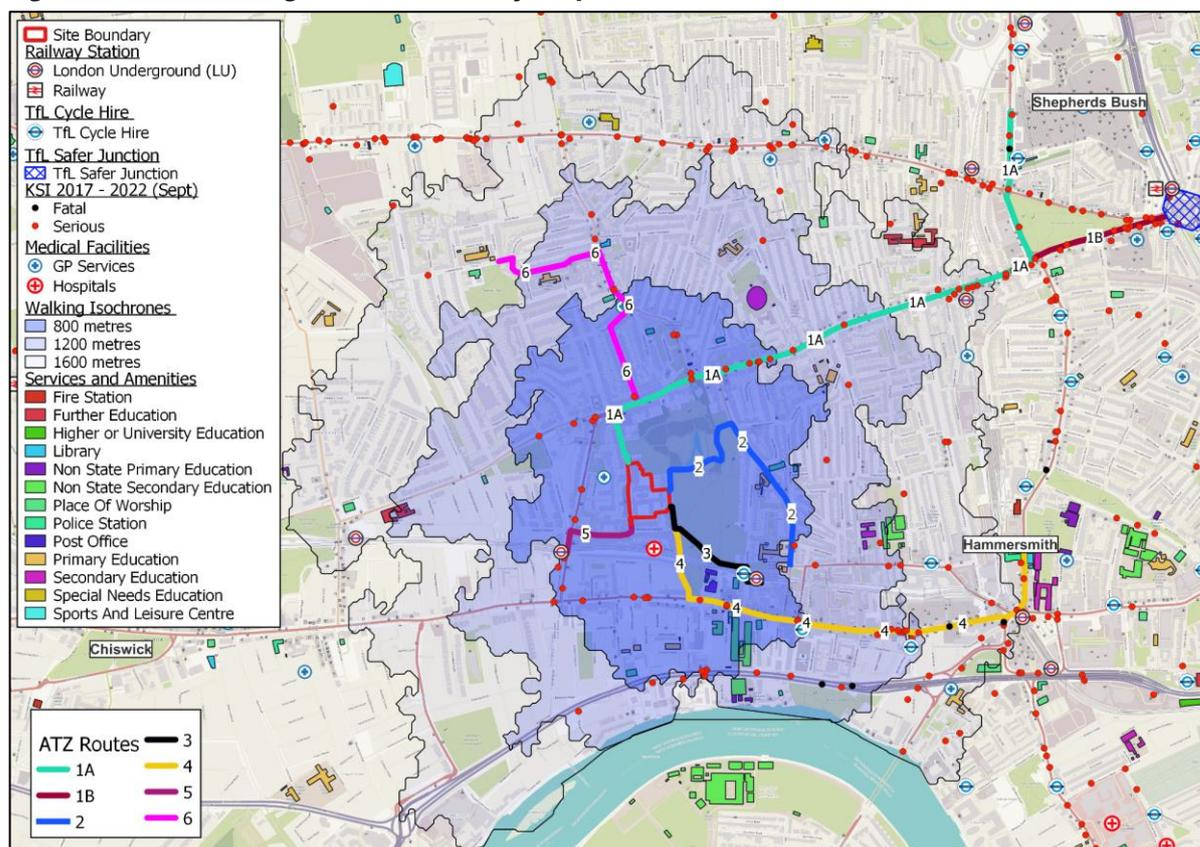 Site Boundary
Railway Station
London Underground (LU)
Railway
TfL Cycle Hire
TfL Cycle Hire
TfL Safer Junction
TfL Safer Junction
KSI 2017 - 2022 (Sept)
Fatal
Serious
Medical Facilities
GP Services
Hospitals
Walking Isochrones
800 metres
1200 metres
1600 metres
Services and Amenities
Fire Station
Further Education
Higher or University Education
Library
Non State Primary Education
Non State Secondary Education
Place Of Worship
Police Station
Post Office
Primary Education
Secondary Education
Special Needs Education
Sports And Leisure Centre
Shepherds Bush
1A
1B
1A
1A
1A
1A
1A
6
6
6
6
2
2
2
3
5
4
4
4
4
4
Hammersmith
Chiswick
ATZ Routes
1A
1B
2
3
4
5
6